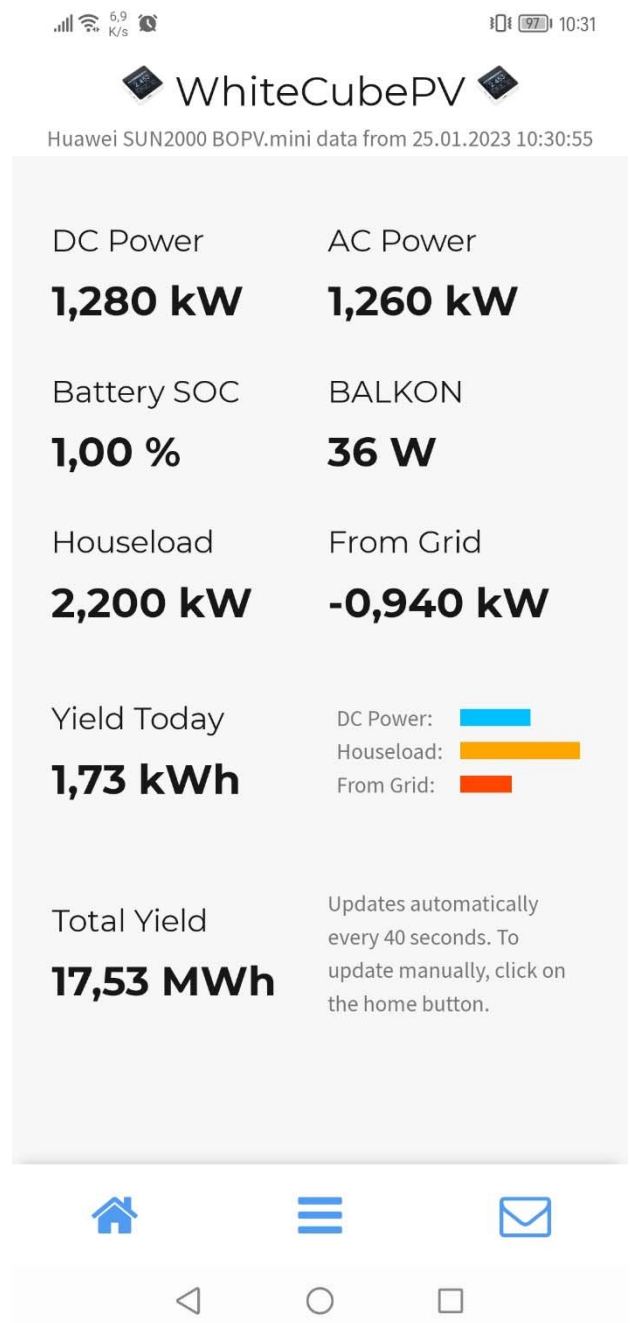 6,9
K/s
97
10:31
WhiteCubePV
Huawei SUN2000 BOPV.mini data from 25.01.2023 10:30:55
DC Power
1,280 kW
AC Power
1,260 kW
Battery SOC
1,00 %
BALKON
36 W
Houseload
2,200 kW
From Grid
-0,940 kW
Yield Today
1,73 kWh
DC Power:
Houseload:
From Grid:
Total Yield
17,53 MWh
Updates automatically
every 40 seconds. To
update manually, click on
the home button.